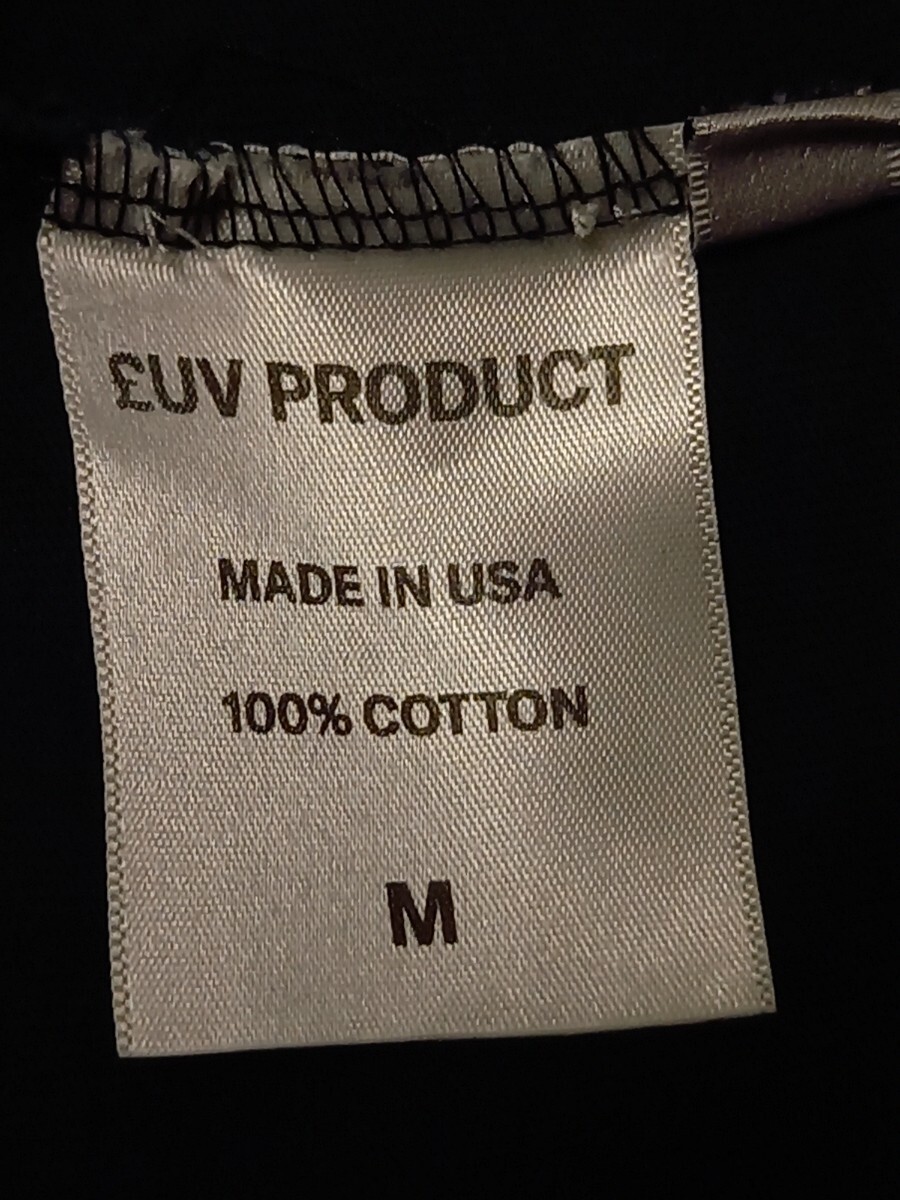 £UV PRODUCT
MADE IN USA
100% COTTON
M